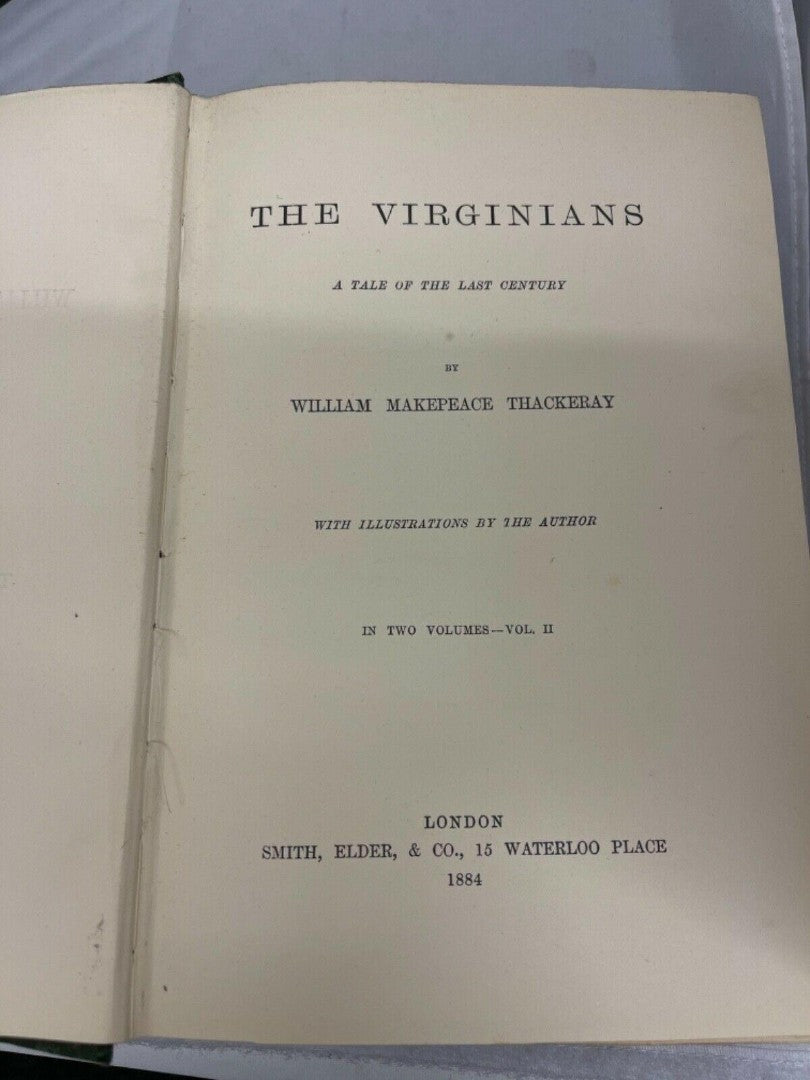 THE VIRGINIANS
A TALE OF THE LAST CENTURY
BY
WILLIAM MAKEPEACE THACKERAY
WITH ILLUSTRATIONS BY THE AUTHOR
IN TWO VOLUMES—VOL. II
LONDON
SMITH, ELDER, & CO., 15 WATERLOO PLACE
1884